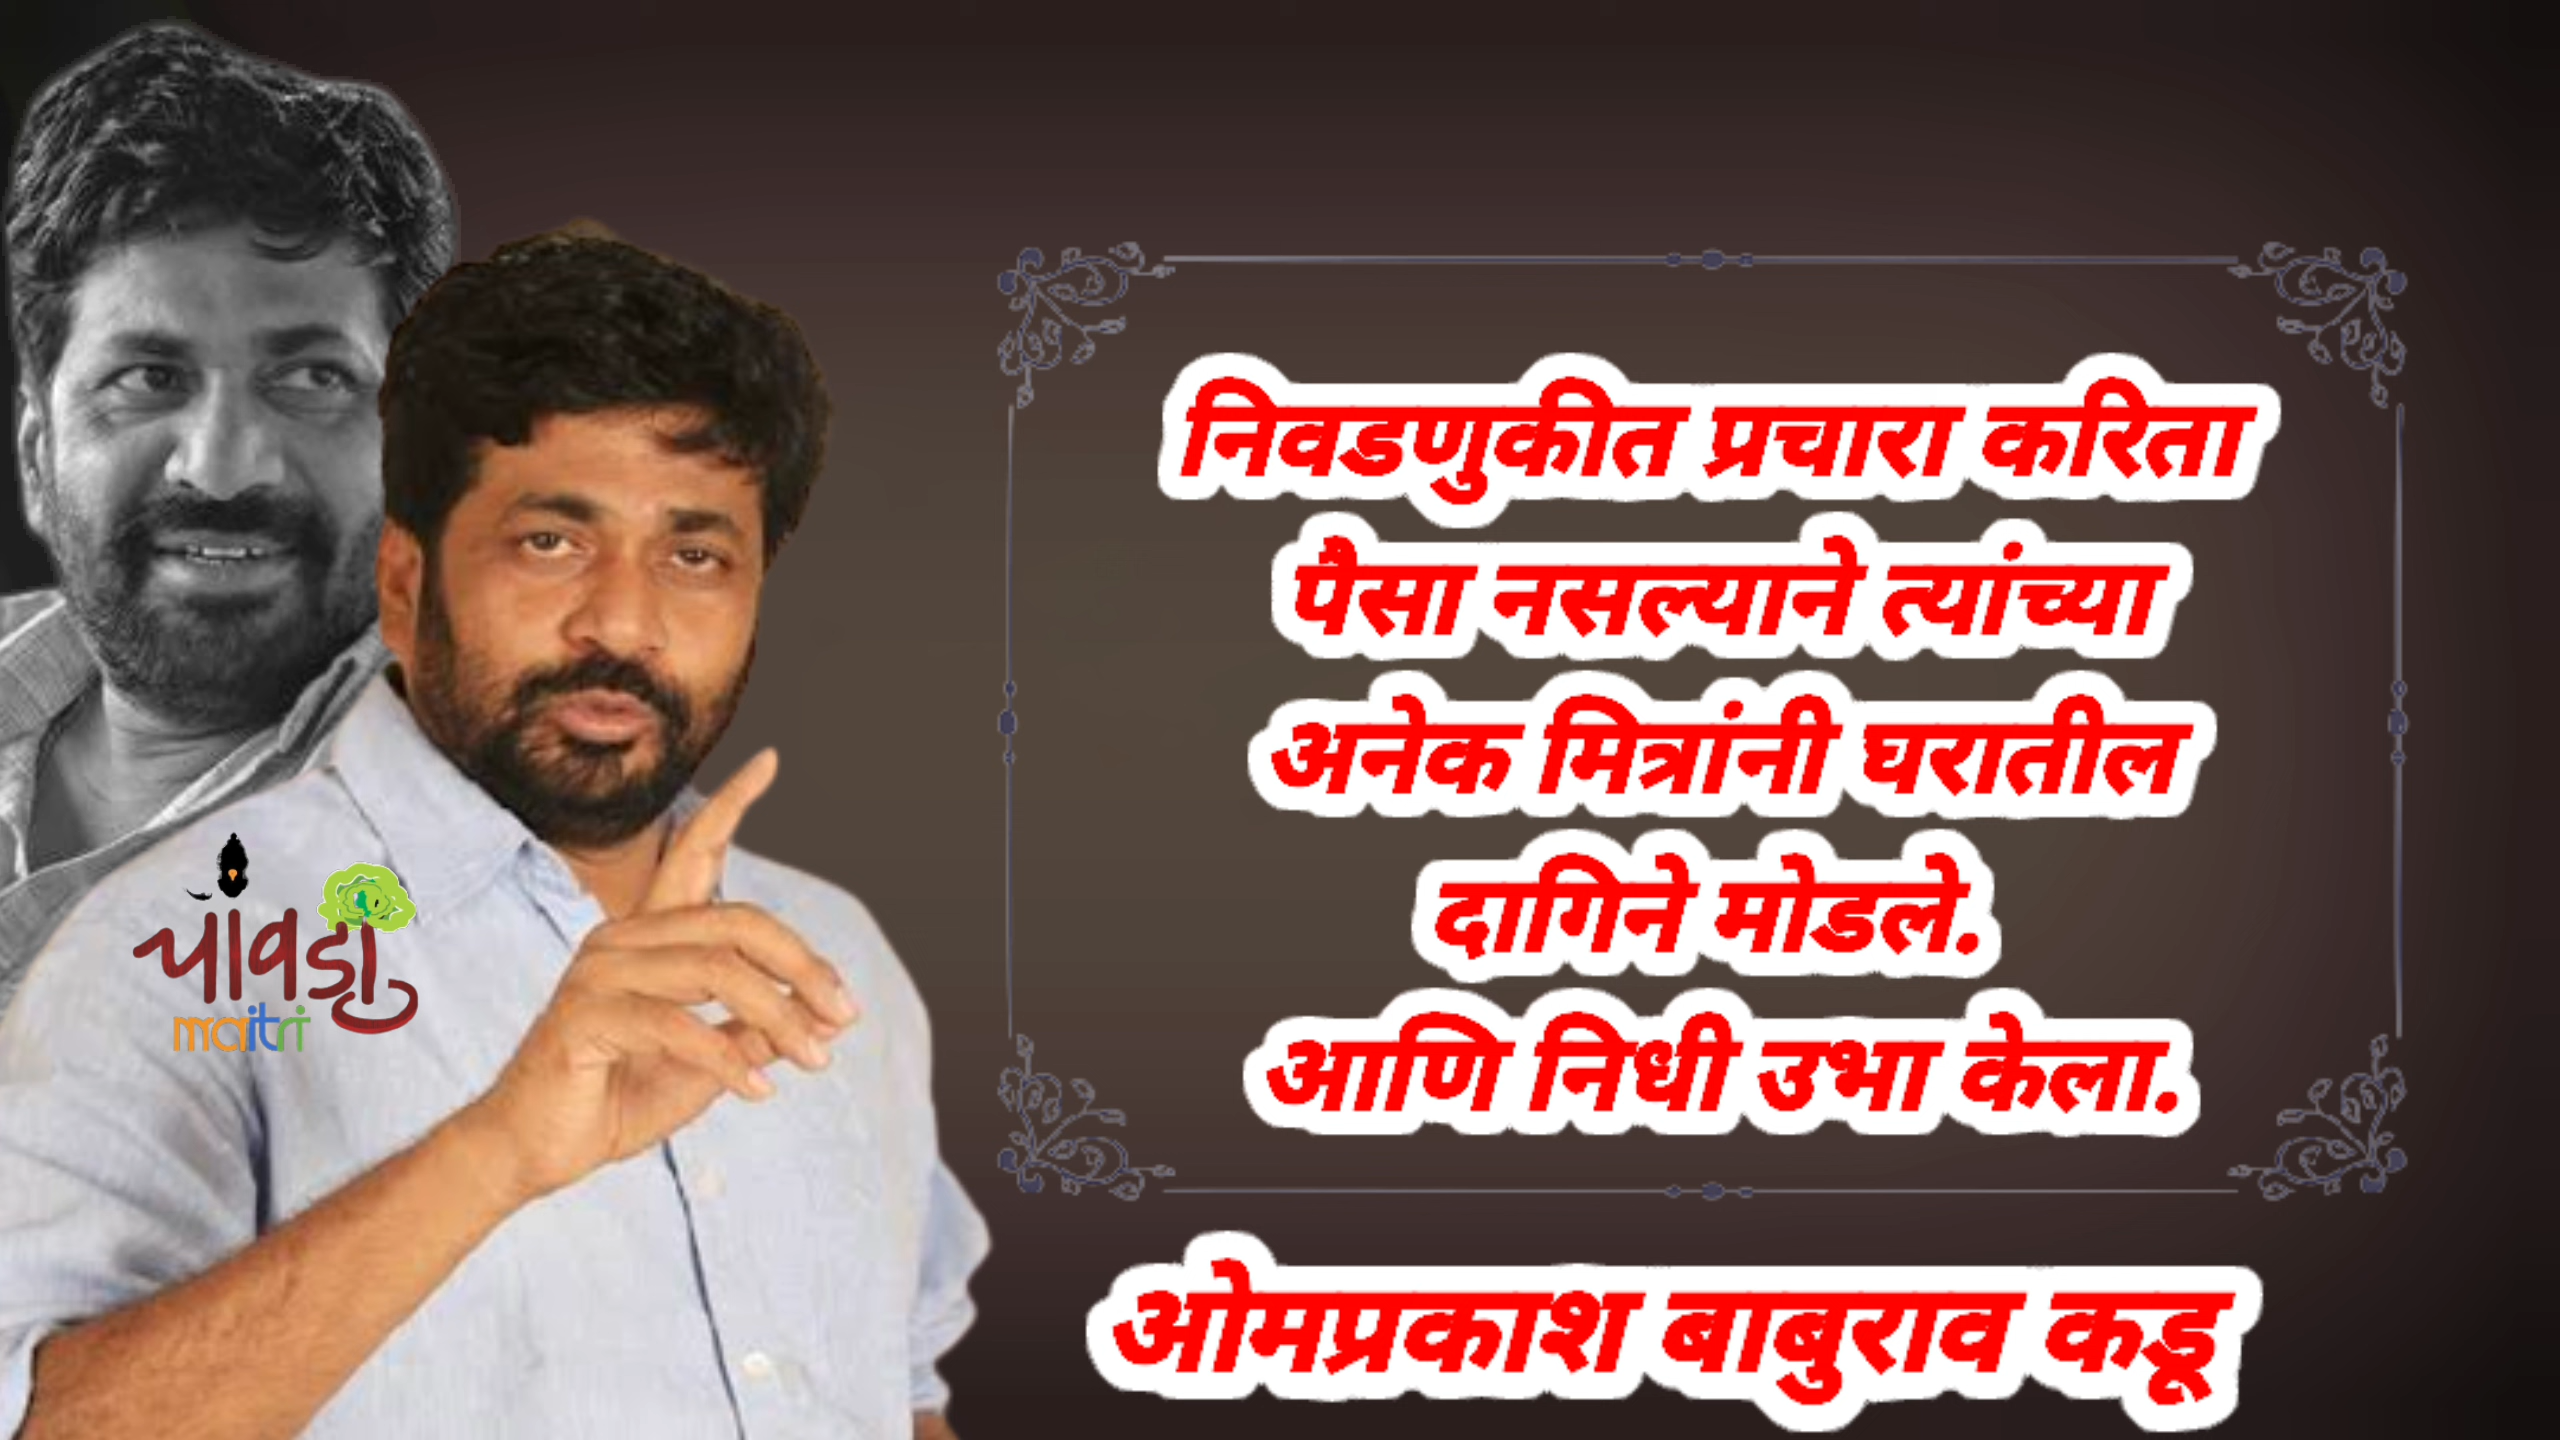 निवडणुकीत प्रचारा करिता
पैसा नसल्याने त्यांच्या
अनेक मित्रांनी घरातील
दागिने मोडले.
आणि निधी उभा केला.
ओमप्रकाश बाबुराव कडू
चावडी
maitri